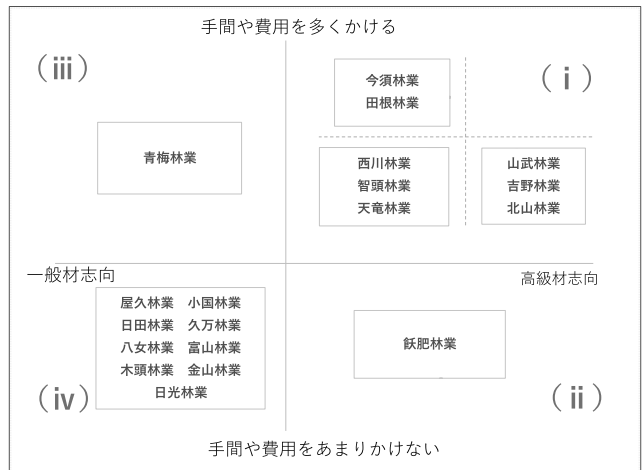 手間や費用を多くかける
(iii)
(i)
今須林業
田根林業
青梅林業
西川林業
智頭林業
天竜林業
山武林業
吉野林業
北山林業
一般材志向
高級材志向
屋久林業 小国林業
日田林業 久万林業
八女林業 富山林業
木頭林業 金山林業
日光林業
飫肥林業
(iv)
(ii)
手間や費用をあまりかけない